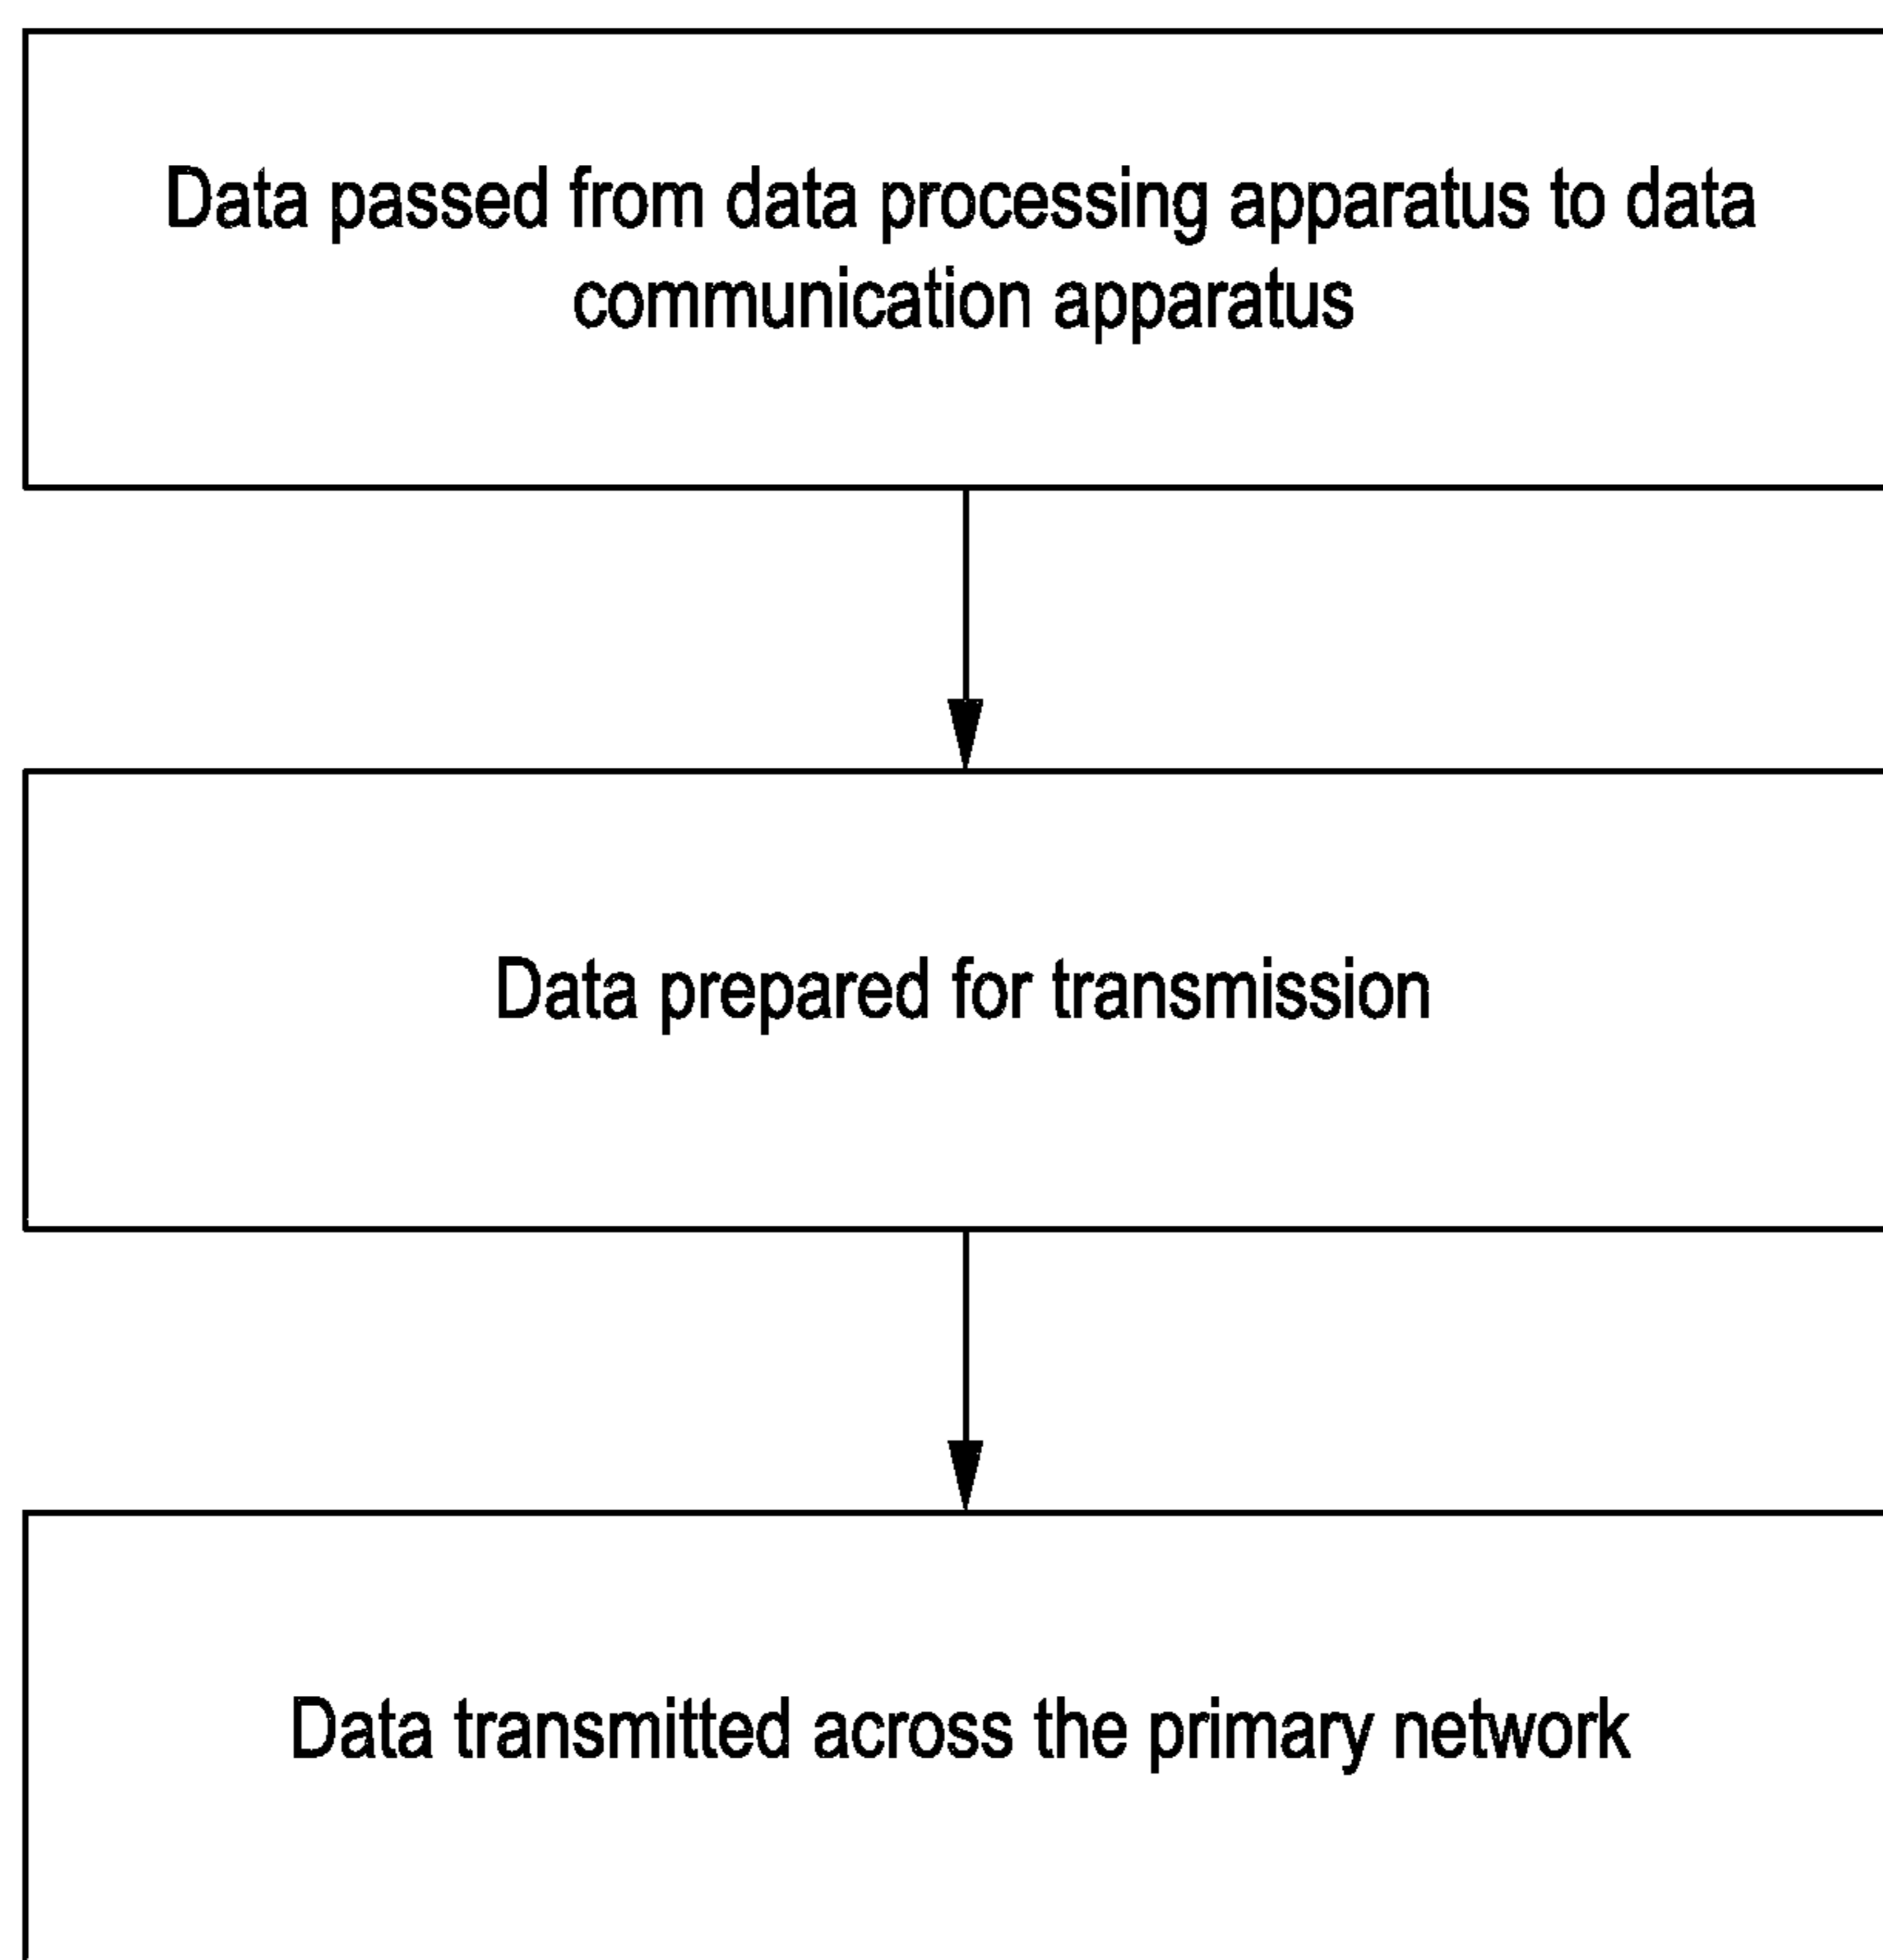 Data passed from data processing apparatus to data
communication apparatus
Data prepared for transmission
Data transmitted across the primary network